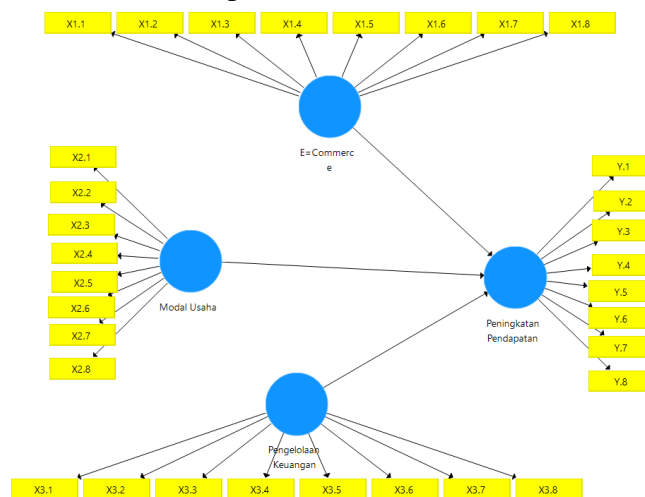 X1.1 X1.2 X1.3 X1.4 X1.5 X1.6 X1.7 X1.8
E=Commerc
e
X2.1
X2.2
X2.3
X2.4
X2.5
X2.6
X2.7
X2.8
Modal Usaha
Y.1
Y.2
Y.3
Y.4
Y.5
Y.6
Y.7
Y.8
Peningkatan
Pendapatan
Pengelolaan
Keuangan
X3.1 X3.2 X3.3 X3.4 X3.5 X3.6 X3.7 X3.8